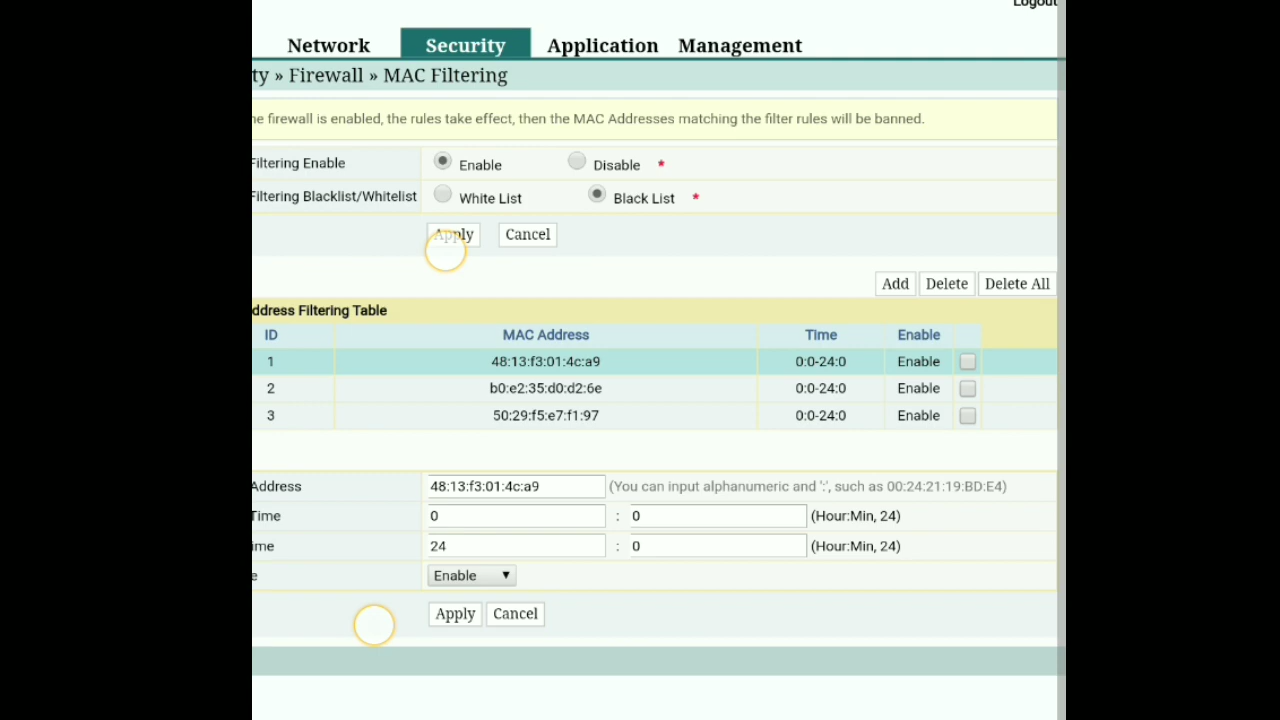 Logout
Network Security Application Management
ty » Firewall » MAC Filtering
he firewall is enabled, the rules take effect, then the MAC Addresses matching the filter rules will be banned.
Filtering Enable Enable Disable *
Filtering Blacklist/Whitelist White List Black List *
Apply Cancel
Add Delete Delete All
ddress Filtering Table
ID MAC Address Time Enable
1 48:13:f3:01:4c:a9 0:0-24:0 Enable
2 b0:e2:35:d0:d2:6e 0:0-24:0 Enable
3 50:29:f5:e7:f1:97 0:0-24:0 Enable
Address 48:13:f3:01:4c:a9 (You can input alphanumeric and ':', such as 00:24:21:19:BD:E4)
Time 0 : 0 (Hour:Min, 24)
ime 24 : 0 (Hour:Min, 24)
e Enable ▼
Apply Cancel